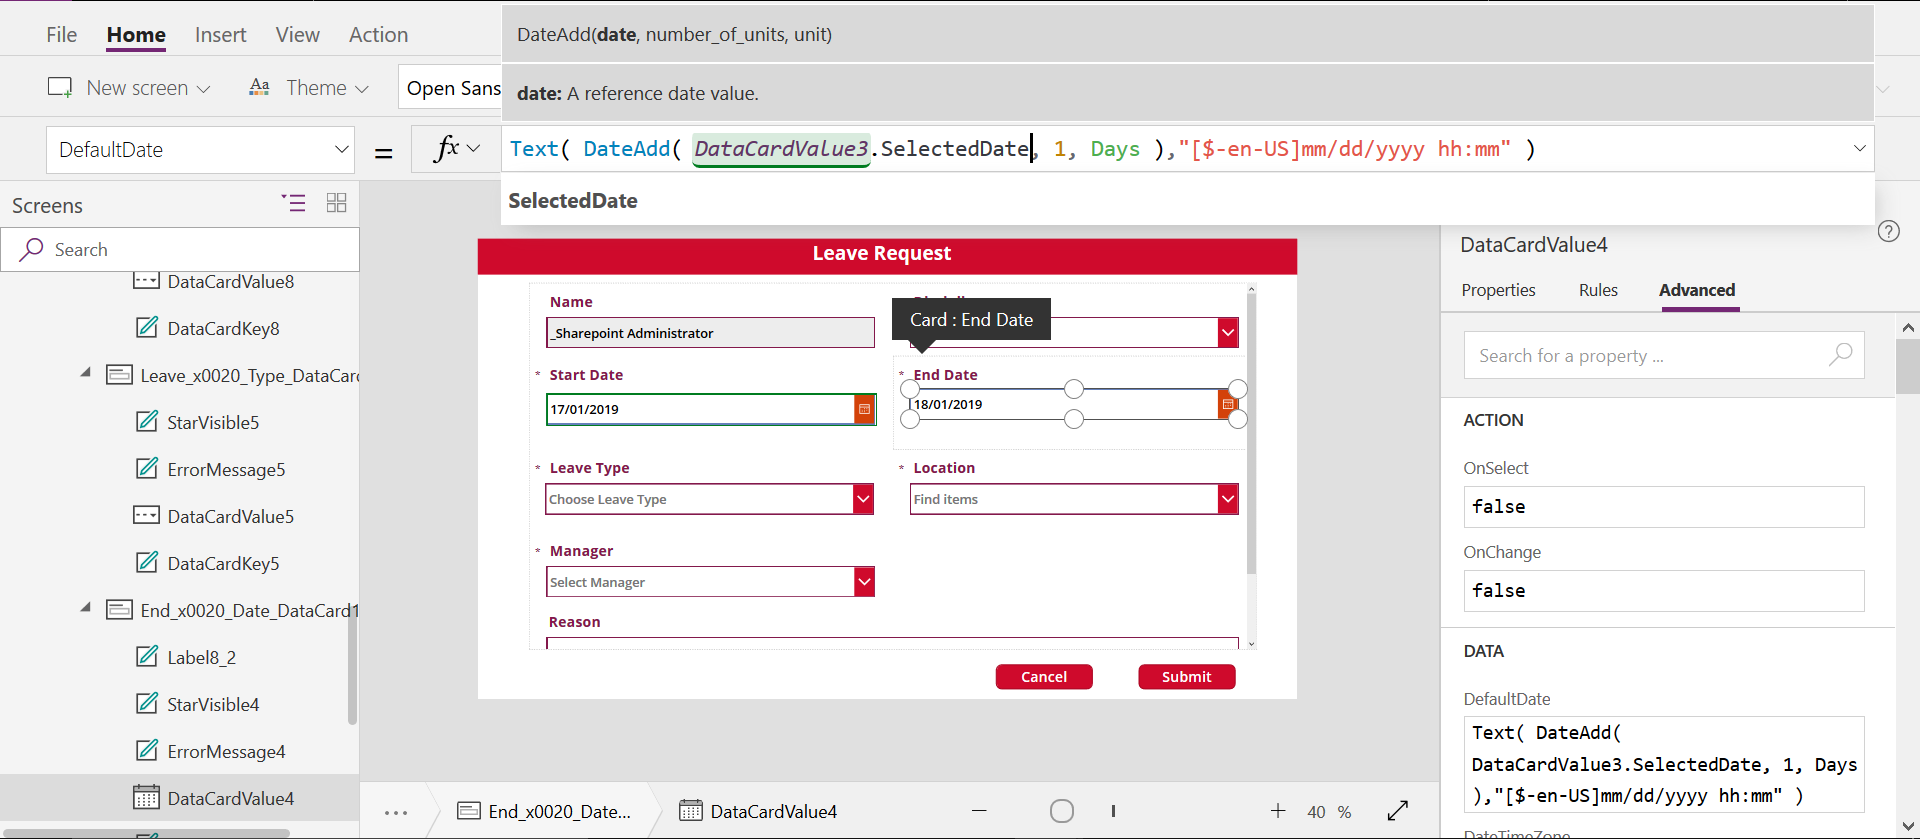 File Home Insert View Action
DateAdd(date, number_of_units, unit)
New screen Aa Theme Open Sans
date: A reference date value.
DefaultDate = fx Text( DateAdd( DataCardValue3.SelectedDate, 1, Days ),"[$-en-US]mm/dd/yyyy hh:mm" )
SelectedDate
Screens
Search
DataCardValue8
DataCardKey8
Leave_x0020_Type_DataCard
StarVisible5
ErrorMessage5
DataCardValue5
DataCardKey5
End_x0020_Date_DataCard1
Label8_2
StarVisible4
ErrorMessage4
DataCardValue4
Leave Request
Name
_Sharepoint Administrator
Card : End Date
* Start Date
17/01/2019
* End Date
18/01/2019
* Leave Type
Choose Leave Type
* Location
Find items
* Manager
Select Manager
Reason
Cancel Submit
... End_x0020_Date... DataCardValue4
40 %
DataCardValue4
?
Properties Rules Advanced
Search for a property ...
ACTION
OnSelect
false
OnChange
false
DATA
DefaultDate
Text( DateAdd(
DataCardValue3.SelectedDate, 1, Days
),"[$-en-US]mm/dd/yyyy hh:mm" )
DateTimeZone